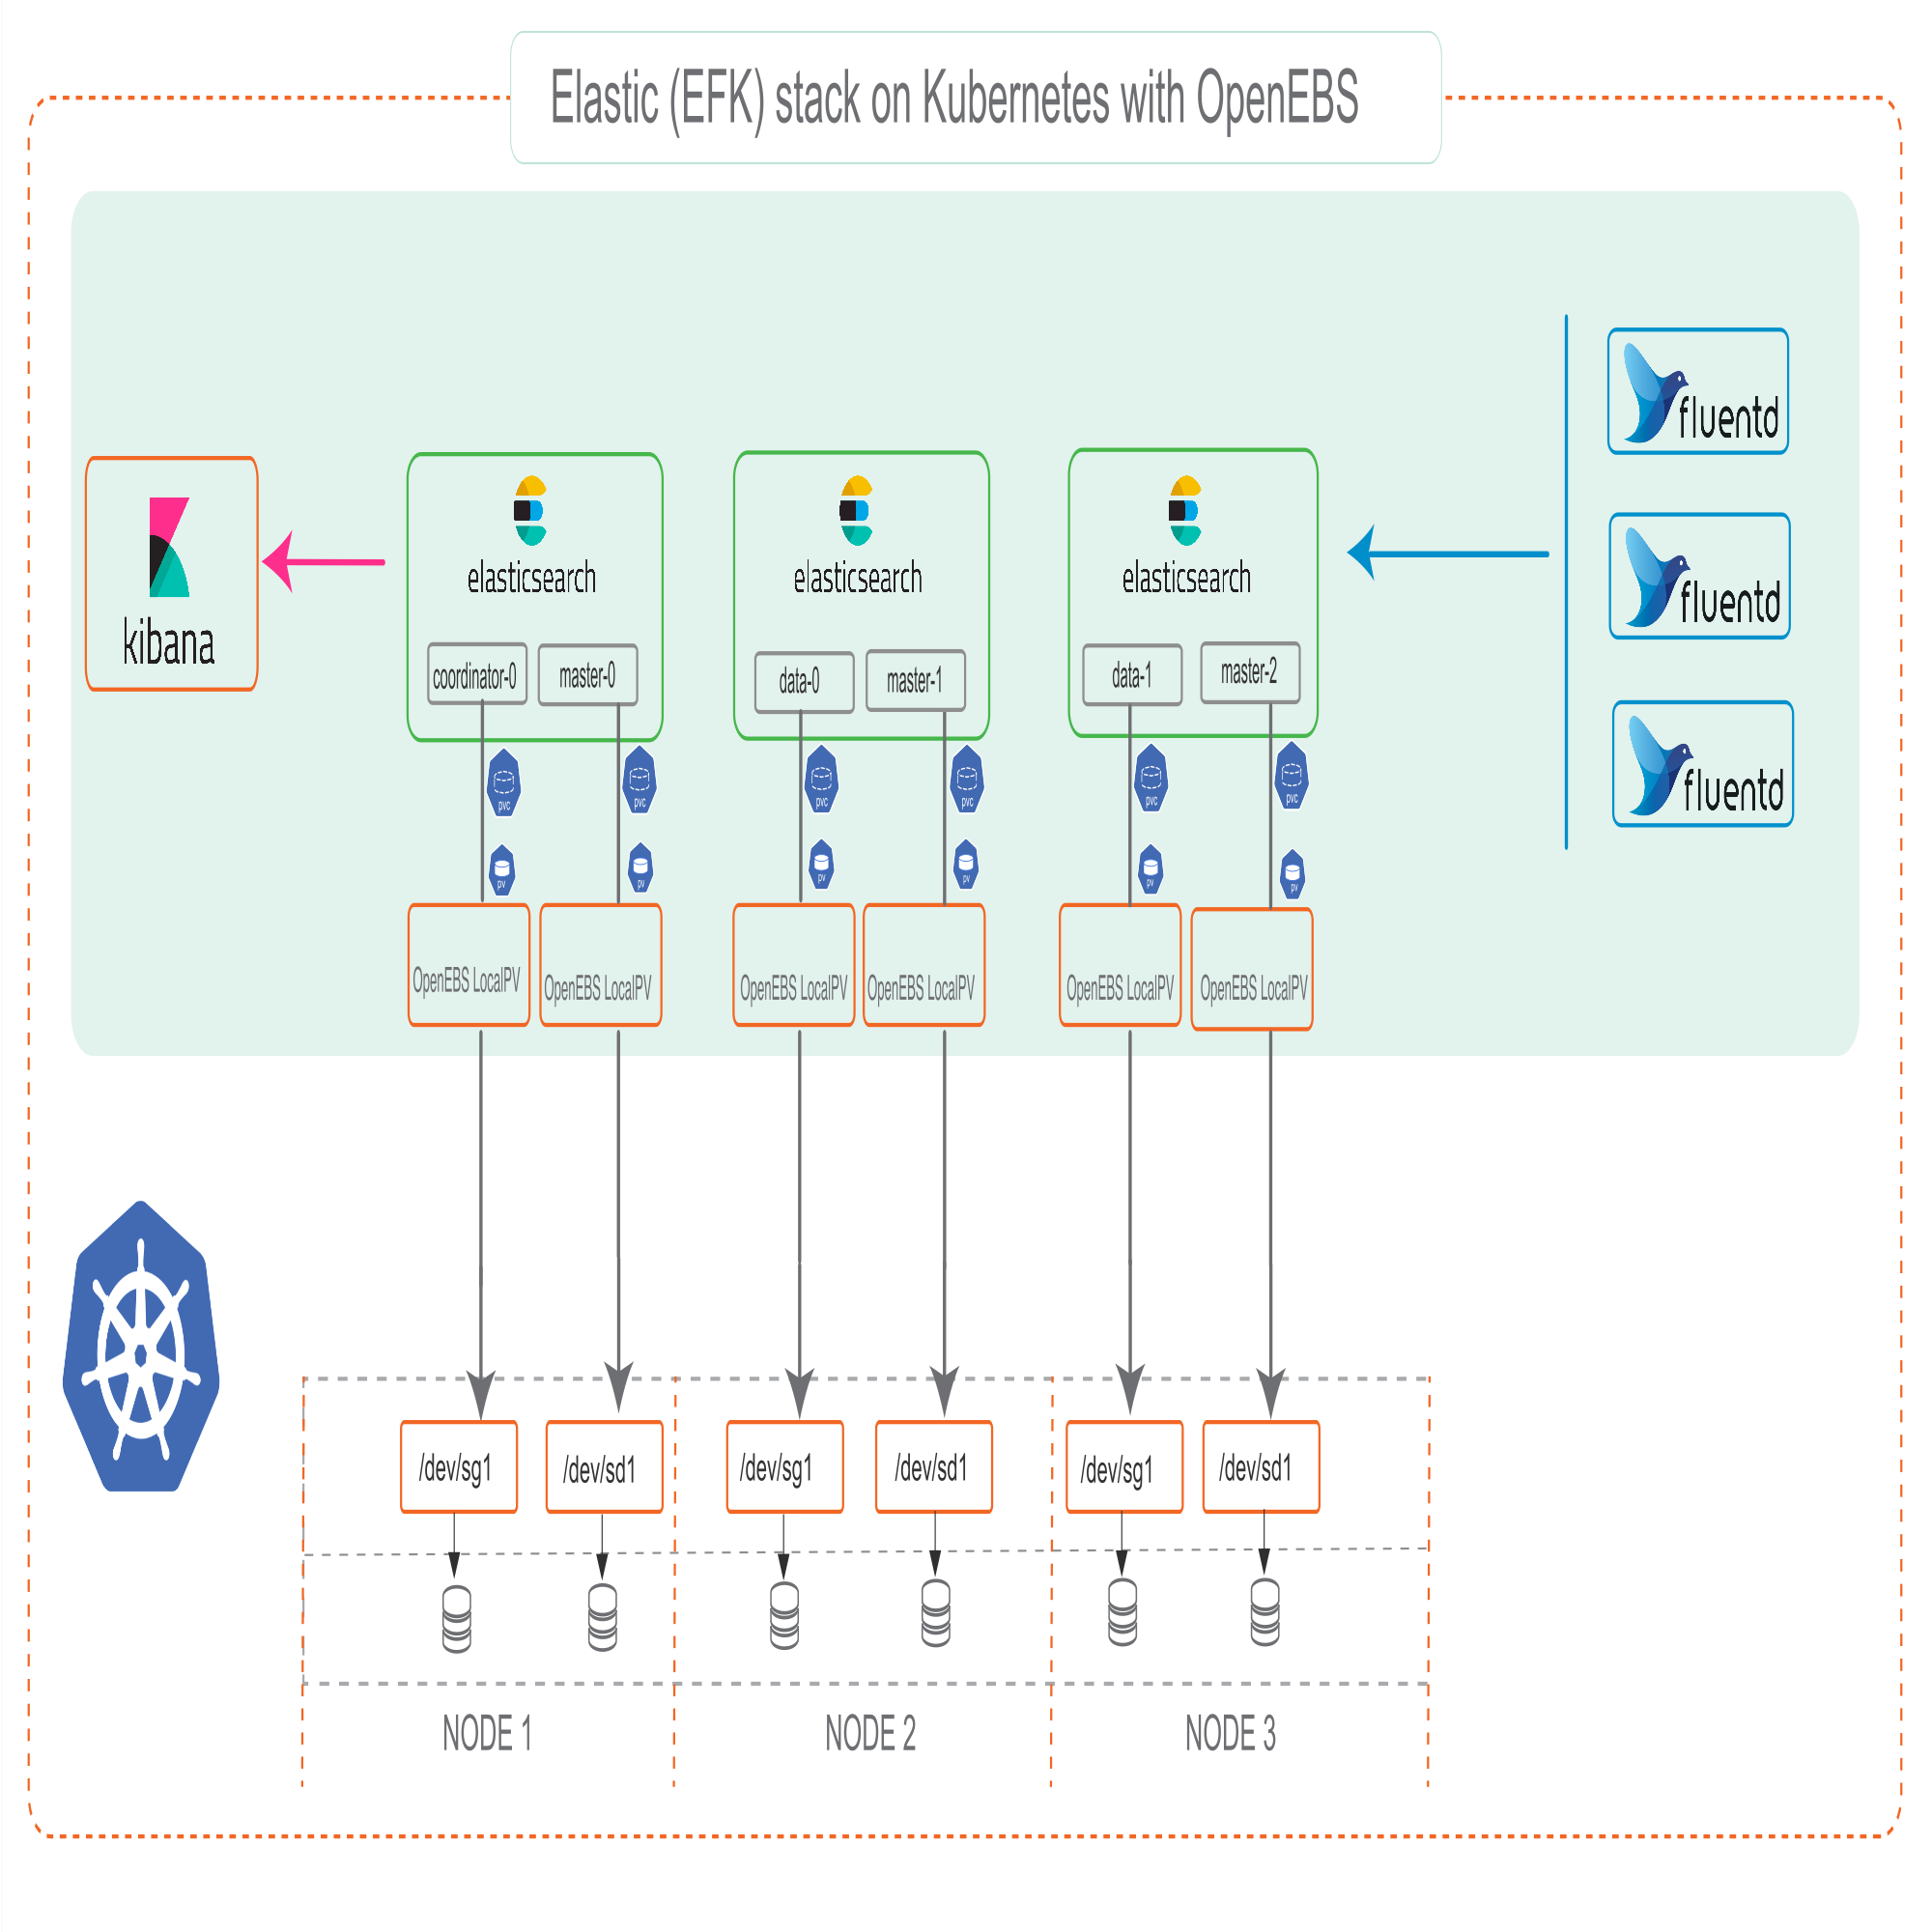 Elastic (EFK) stack on Kubernetes with OpenEBS
fluentd
fluentd
fluentd
kibana
elasticsearch
elasticsearch
elasticsearch
coordinator-0
master-0
data-0
master-1
data-1
master-2
pvc
pvc
pvc
pvc
pvc
pvc
pv
pv
pv
pv
pv
pv
OpenEBS LocalPV
OpenEBS LocalPV
OpenEBS LocalPV
OpenEBS LocalPV
OpenEBS LocalPV
OpenEBS LocalPV
/dev/sg1
/dev/sd1
/dev/sg1
/dev/sd1
/dev/sg1
/dev/sd1
NODE 1
NODE 2
NODE 3